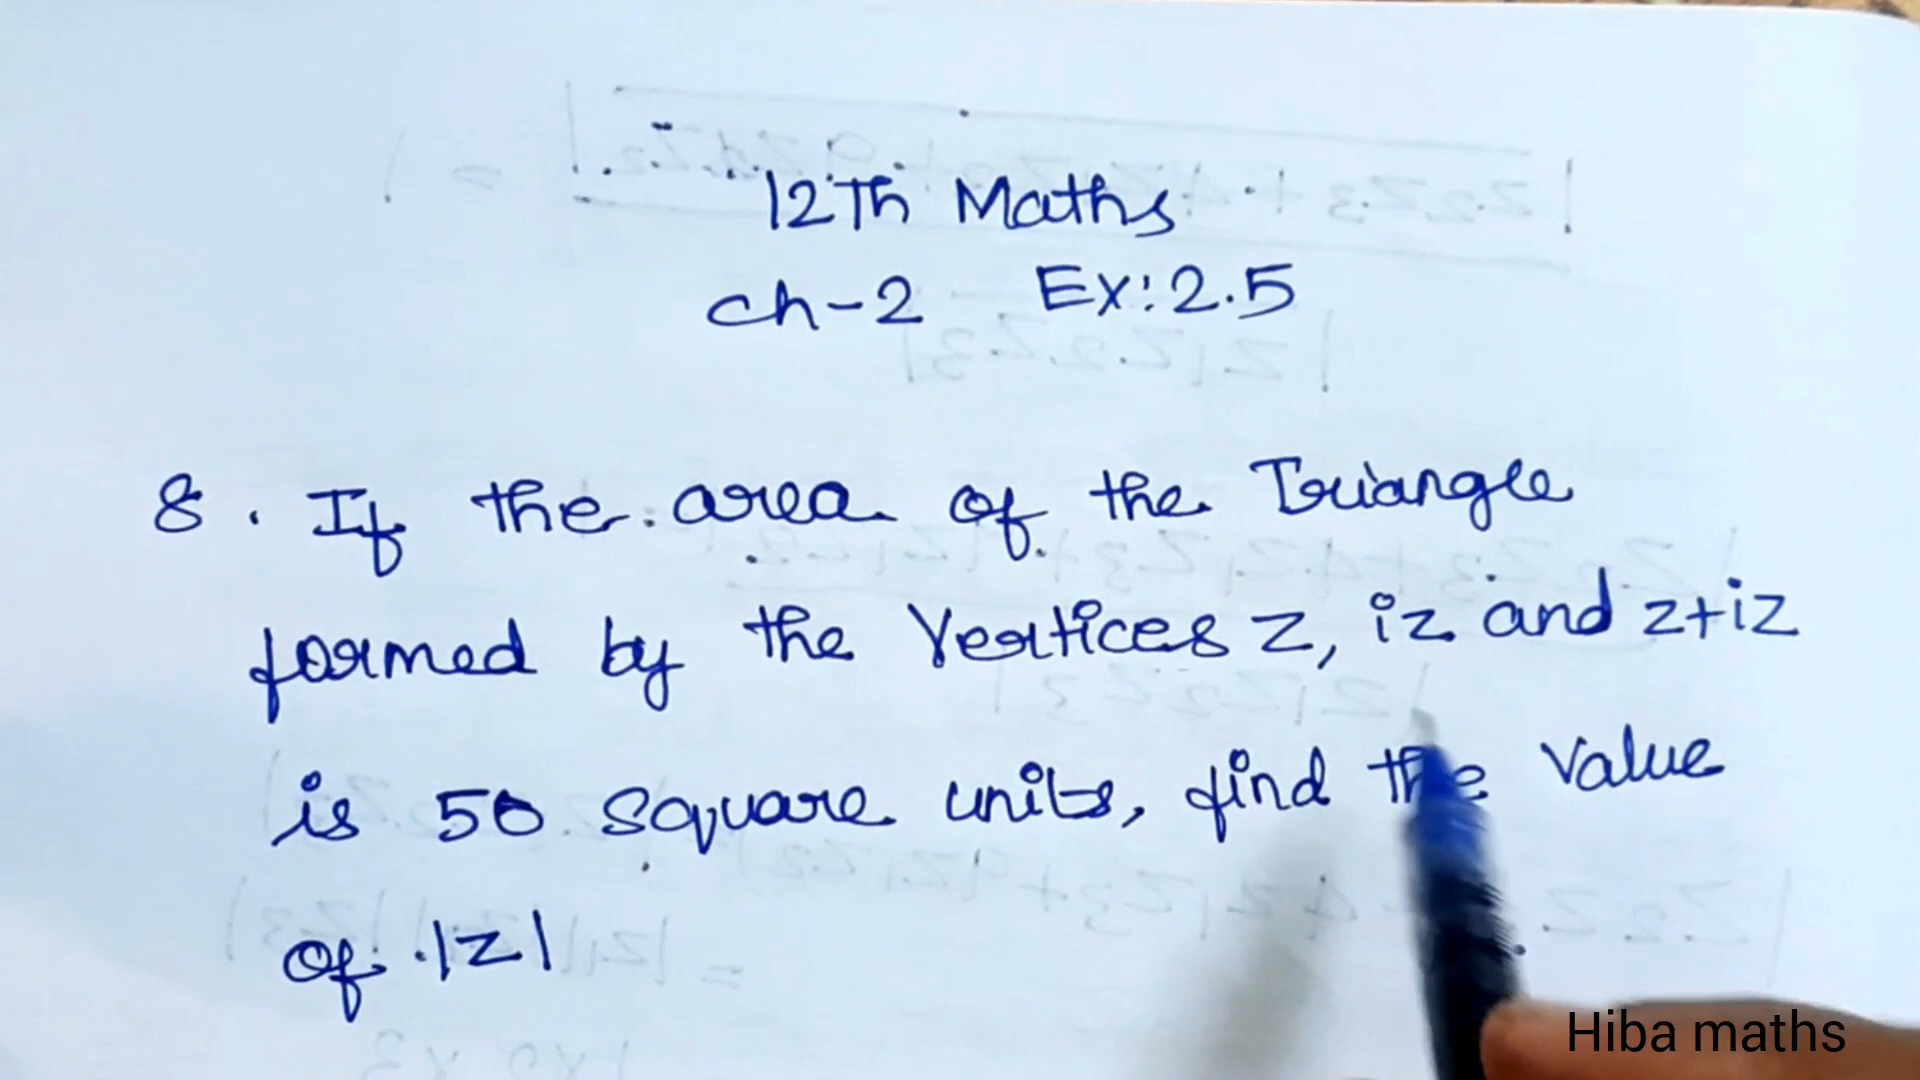 12Th Maths
Ch-2 Ex: 2.5
8. If the area of the Triangle
formed by the Vertices z, iz and z+iz
is 50 square units, find the value
of |z|
Hiba maths